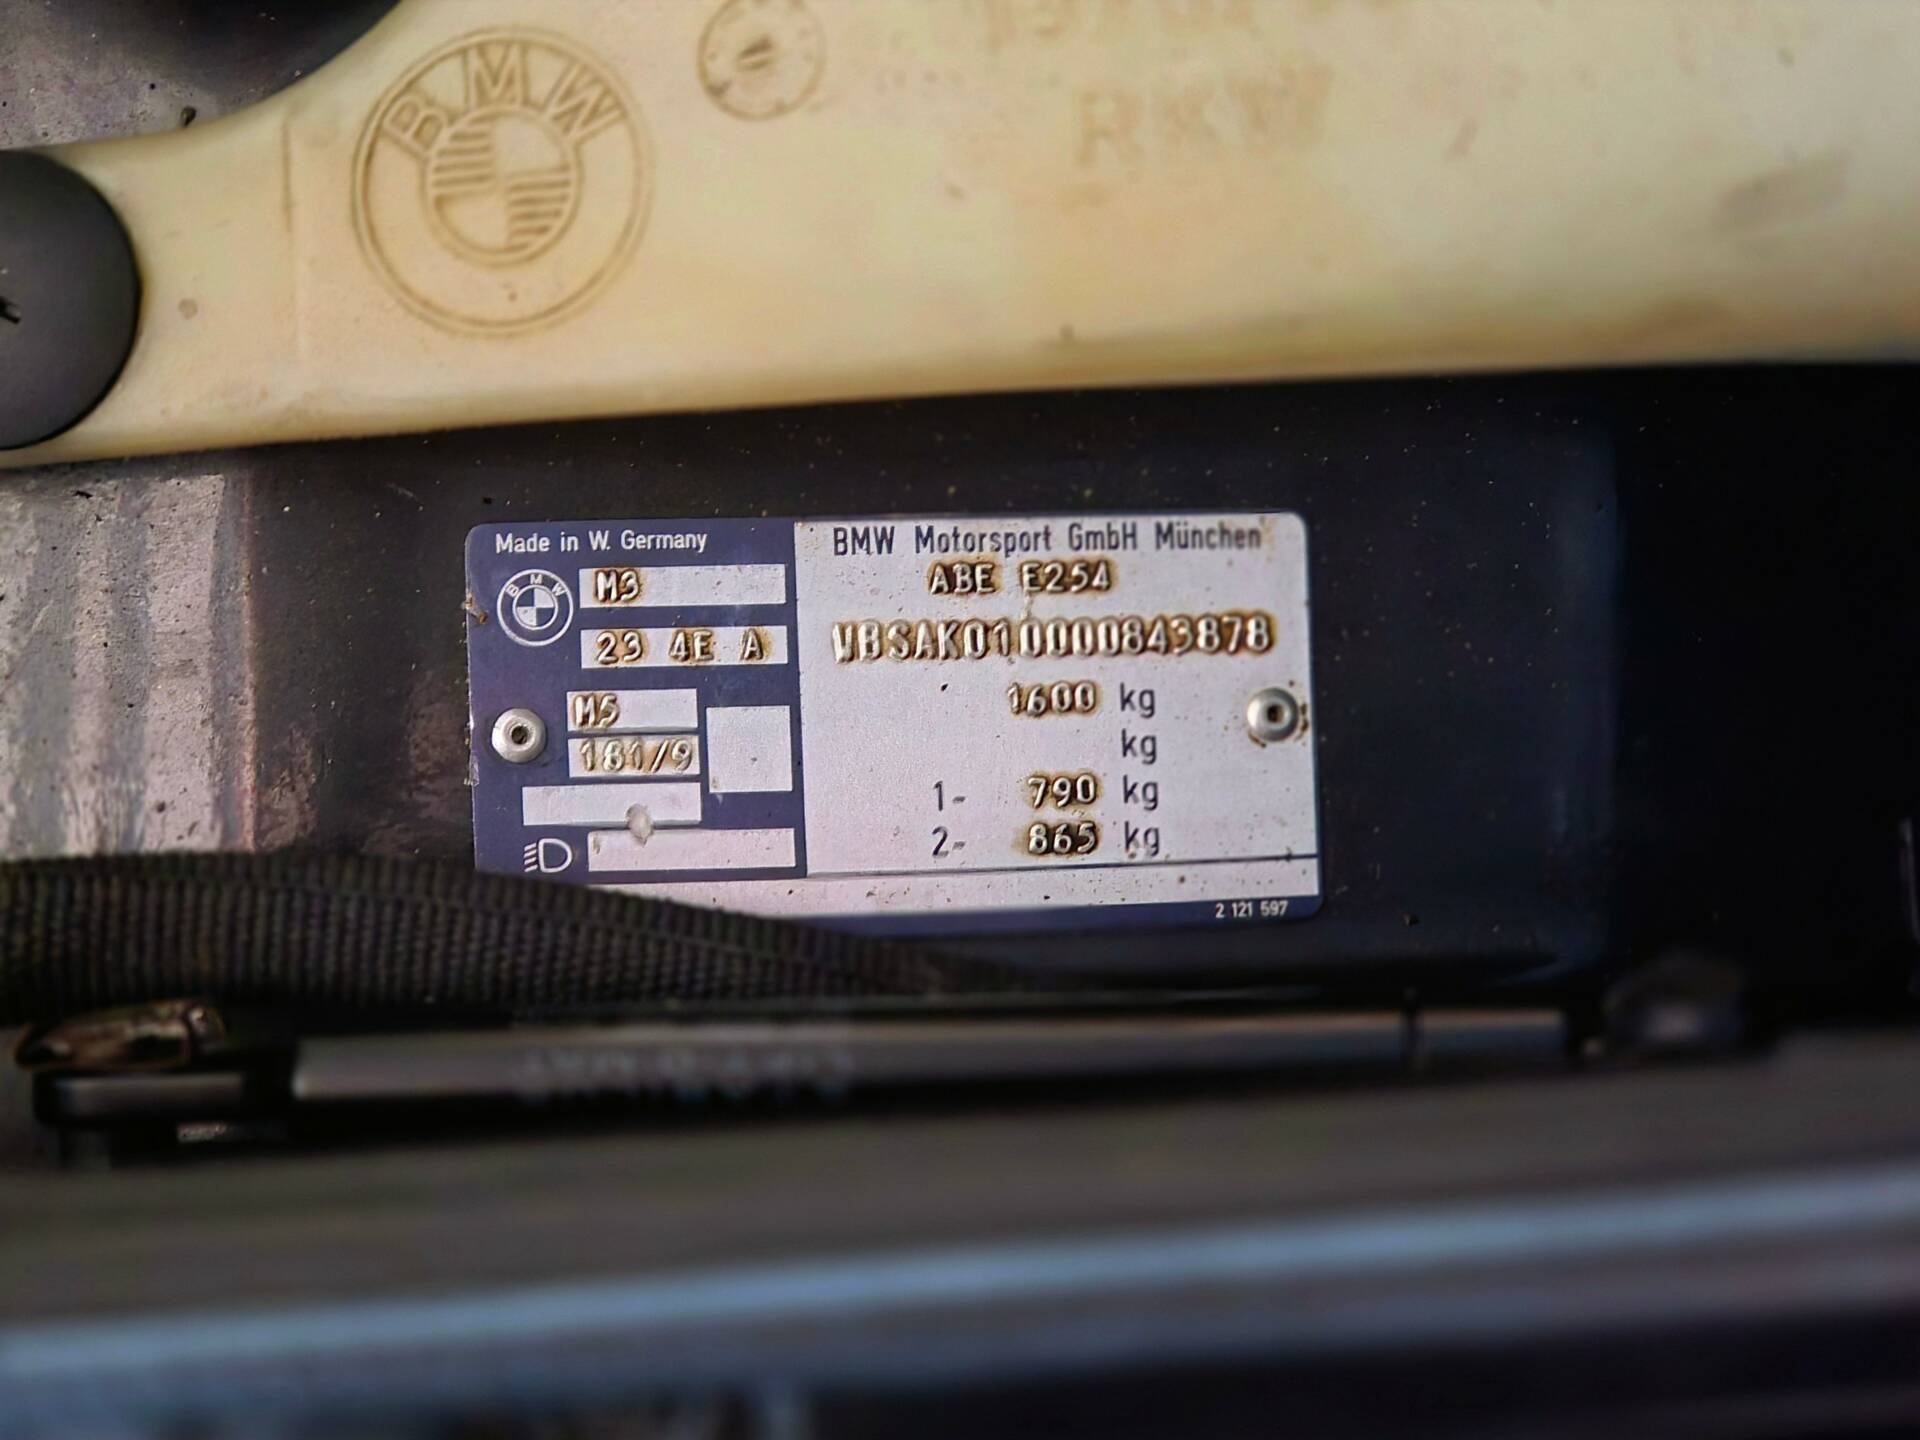 BMW
RKW
Made in W. Germany
BMW
M3
23 4E A
M5
181/9
BMW Motorsport GmbH München
ABE E254
WBSAK010000843878
1600 kg
kg
1- 790 kg
2- 865 kg
2 121 597